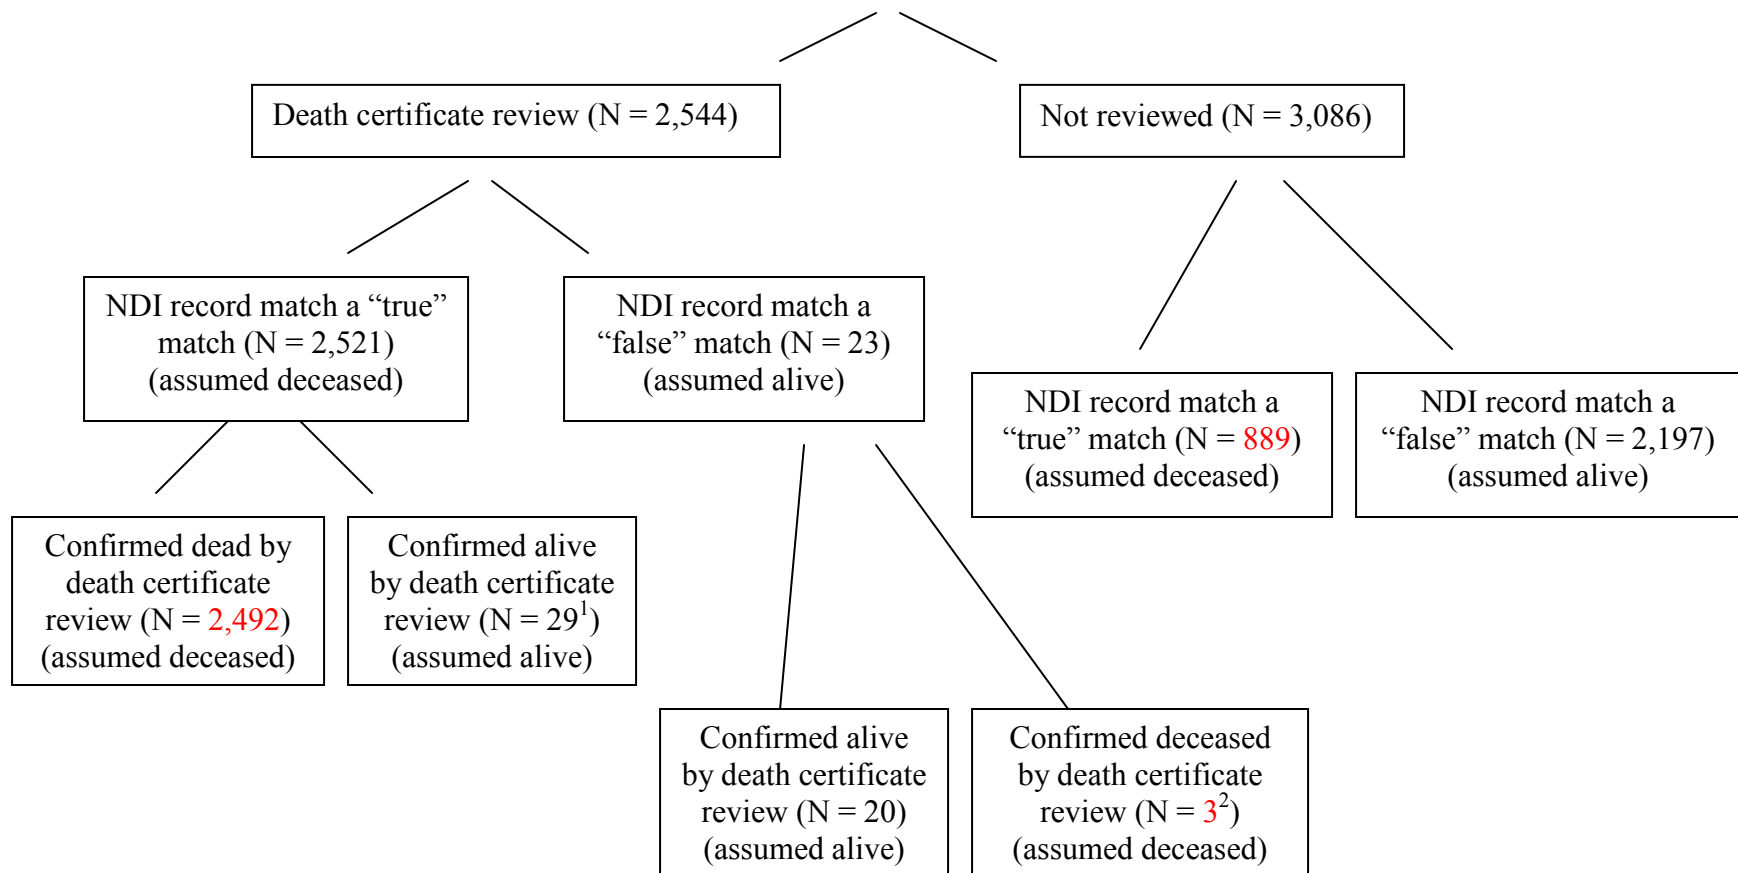 Death certificate review (N = 2,544)
Not reviewed (N = 3,086)
NDI record match a “true”
match (N = 2,521)
(assumed deceased)
NDI record match a
“false” match (N = 23)
(assumed alive)
NDI record match a
“true” match (N = 889)
(assumed deceased)
NDI record match a
“false” match (N = 2,197)
(assumed alive)
Confirmed dead by
death certificate
review (N = 2,492)
(assumed deceased)
Confirmed alive
by death certificate
review (N = 29¹)
(assumed alive)
Confirmed alive
by death certificate
review (N = 20)
(assumed alive)
Confirmed deceased
by death certificate
review (N = 3²)
(assumed deceased)